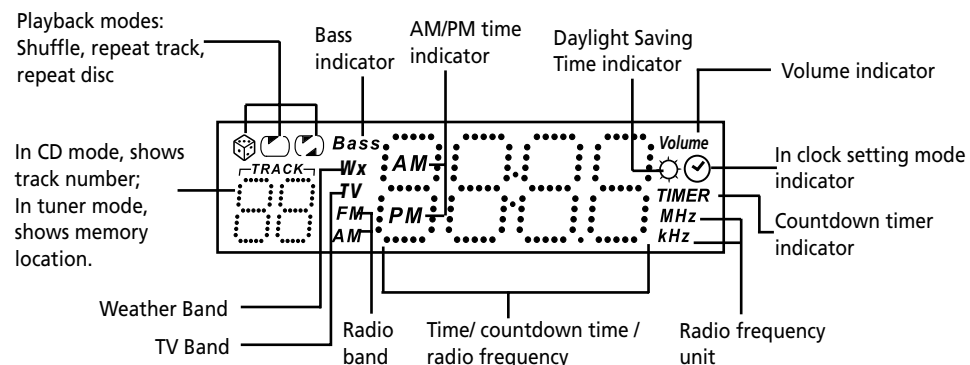 Playback modes:
Shuffle, repeat track,
repeat disc
Bass
indicator
AM/PM time
indicator
Daylight Saving
Time indicator
Volume indicator
In CD mode, shows
track number;
In tuner mode,
shows memory
location.
TRACK
Bass
Wx
TV
FM
AM
AM
PM
Volume
TIMER
MHz
kHz
In clock setting mode
indicator
Countdown timer
indicator
Weather Band
TV Band
Radio
band
Time/ countdown time /
radio frequency
Radio frequency
unit